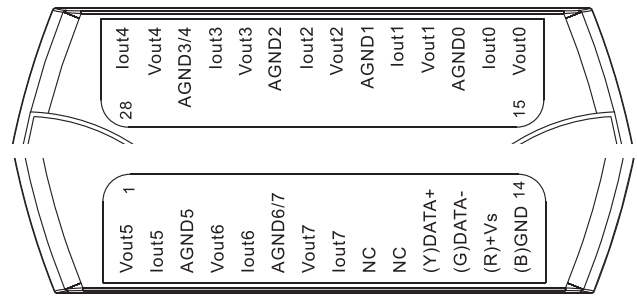 Iout4
Vout4
AGND3/4
Iout3
Vout3
AGND2
Iout2
Vout2
AGND1
Iout1
Vout1
AGND0
Iout0
Vout0
28
15
1
14
Vout5
Iout5
AGND5
Vout6
Iout6
AGND6/7
Vout7
Iout7
NC
NC
(Y)DATA+
(G)DATA-
(R)+Vs
(B)GND